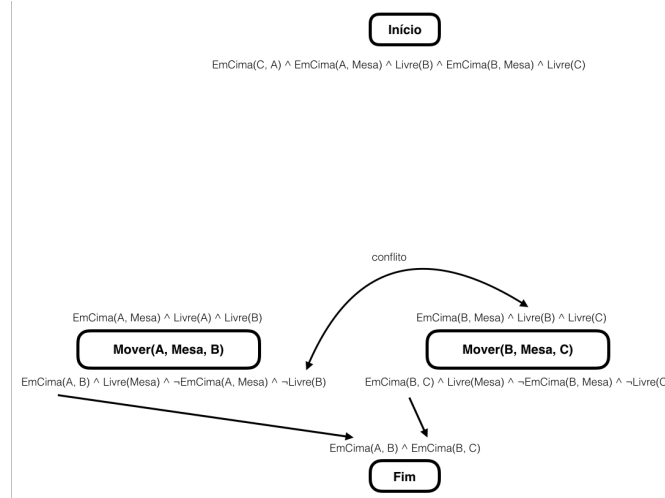 Início
EmCima(C, A) ^ EmCima(A, Mesa) ^ Livre(B) ^ EmCima(B, Mesa) ^ Livre(C)
conflito
EmCima(A, Mesa) ^ Livre(A) ^ Livre(B)
EmCima(B, Mesa) ^ Livre(B) ^ Livre(C)
Mover(A, Mesa, B)
Mover(B, Mesa, C)
EmCima(A, B) ^ Livre(Mesa) ^ ¬EmCima(A, Mesa) ^ ¬Livre(B)
EmCima(B, C) ^ Livre(Mesa) ^ ¬EmCima(B, Mesa) ^ ¬Livre(C
EmCima(A, B) ^ EmCima(B, C)
Fim